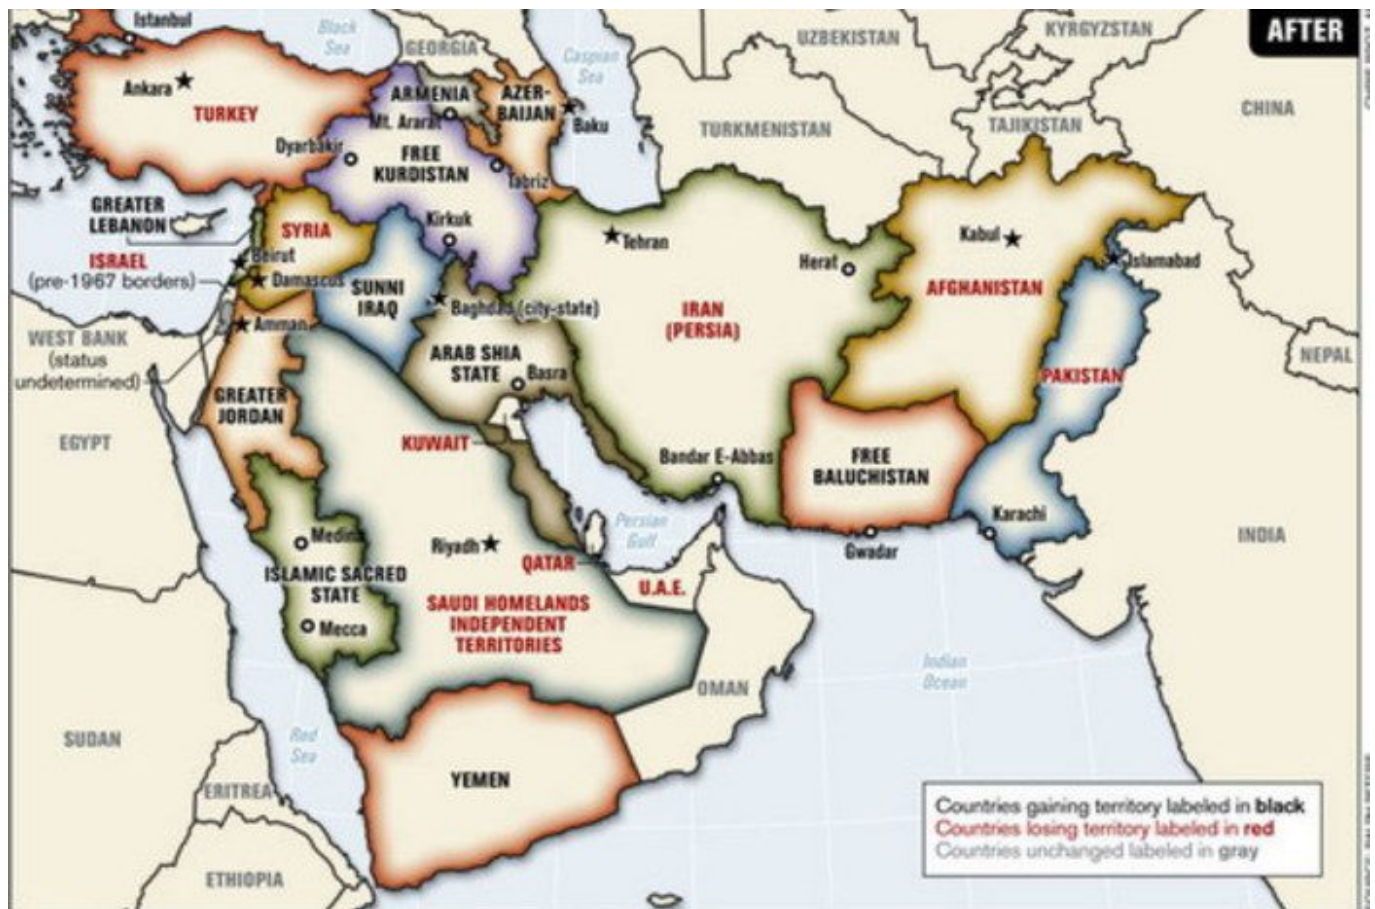 AFTER
Istanbul
Black
Sea
GEORGIA
Caspian
Sea
UZBEKISTAN
KYRGYZSTAN
CHINA
Ankara
TURKEY
ARMENIA
AZER-
BAIJAN
Baku
Mt. Ararat
TURKMENISTAN
TAJIKISTAN
Dyarbakir
FREE
KURDISTAN
Tabriz
GREATER
LEBANON
SYRIA
Kirkuk
Tehran
Herat
Kabul
Islamabad
ISRAEL
(pre-1967 borders)
Beirut
Damascus
SUNNI
IRAQ
Baghdad (city-state)
IRAN
(PERSIA)
AFGHANISTAN
WEST BANK
(status
undetermined)
Amman
ARAB SHIA
STATE
Basra
PAKISTAN
NEPAL
GREATER
JORDAN
EGYPT
KUWAIT
Bandar E-Abbas
FREE
BALUCHISTAN
Karachi
Gwadar
INDIA
Medina
Riyadh
Persian
Gulf
QATAR
U.A.E.
ISLAMIC SACRED
STATE
Mecca
SAUDI HOMELANDS
INDEPENDENT
TERRITORIES
OMAN
Indian
Ocean
SUDAN
Red
Sea
ERITREA
YEMEN
ETHIOPIA
Countries gaining territory labeled in black
Countries losing territory labeled in red
Countries unchanged labeled in gray